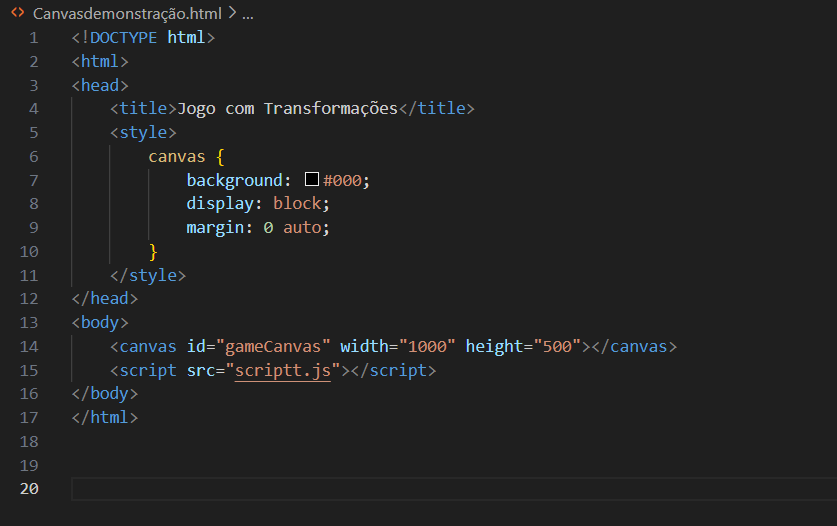 Canvasdemonstração.html > ...
1 <!DOCTYPE html>
2 <html>
3 <head>
4     <title>Jogo com Transformações</title>
5     <style>
6         canvas {
7             background: #000;
8             display: block;
9             margin: 0 auto;
10         }
11     </style>
12 </head>
13 <body>
14     <canvas id="gameCanvas" width="1000" height="500"></canvas>
15     <script src="scriptt.js"></script>
16 </body>
17 </html>
18
19
20